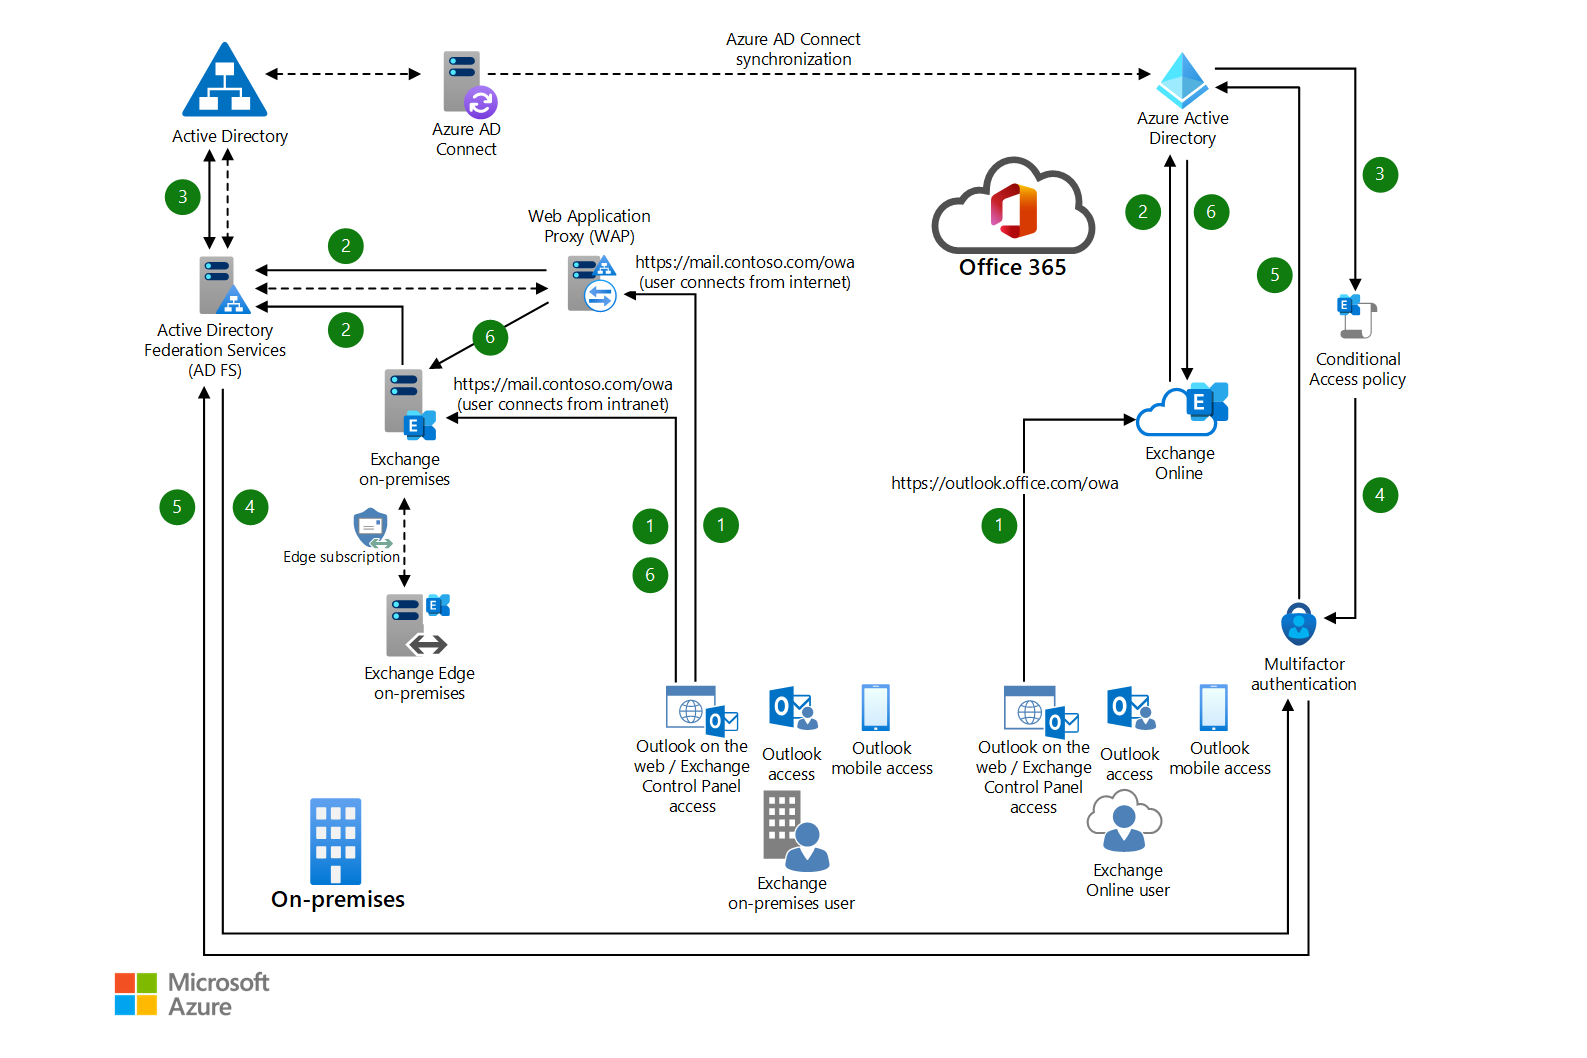 Azure AD Connect
synchronization
Active Directory
Azure AD
Connect
Azure Active
Directory
3
3
2
6
Web Application
Proxy (WAP)
2
https://mail.contoso.com/owa
(user connects from internet)
Office 365
5
Active Directory
Federation Services
(AD FS)
2
6
Conditional
Access policy
https://mail.contoso.com/owa
(user connects from intranet)
E
E
E
Exchange
on-premises
Exchange
Online
https://outlook.office.com/owa
5
4
1
1
1
4
6
Edge subscription
E
Exchange Edge
on-premises
Multifactor
authentication
O
O
O
O
Outlook on the
web / Exchange
Control Panel
access
Outlook
access
Outlook
mobile access
Outlook on the
web / Exchange
Control Panel
access
Outlook
access
Outlook
mobile access
Exchange
on-premises user
Exchange
Online user
On-premises
Microsoft
Azure